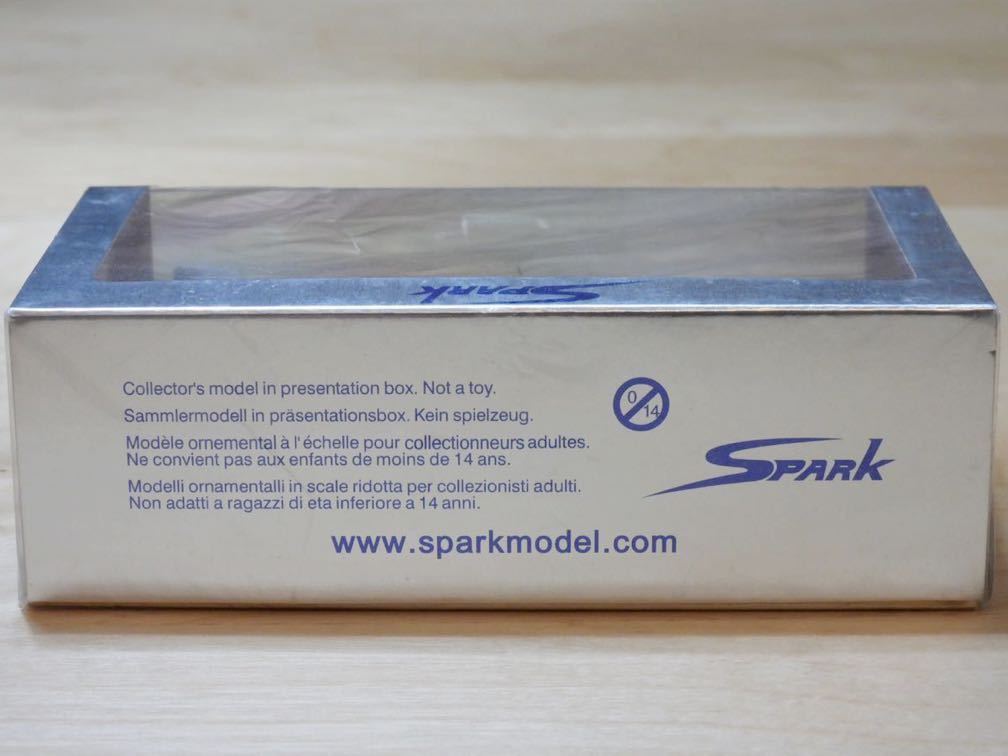 SPARK
Collector's model in presentation box. Not a toy.
Sammlermodell in präsentationsbox. Kein spielzeug.
Modèle ornemental à l'échelle pour collectionneurs adultes.
Ne convient pas aux enfants de moins de 14 ans.
Modelli ornamentalli in scale ridotta per collezionisti adulti.
Non adatti a ragazzi di eta inferiore a 14 anni.
0/14
SPARK
www.sparkmodel.com